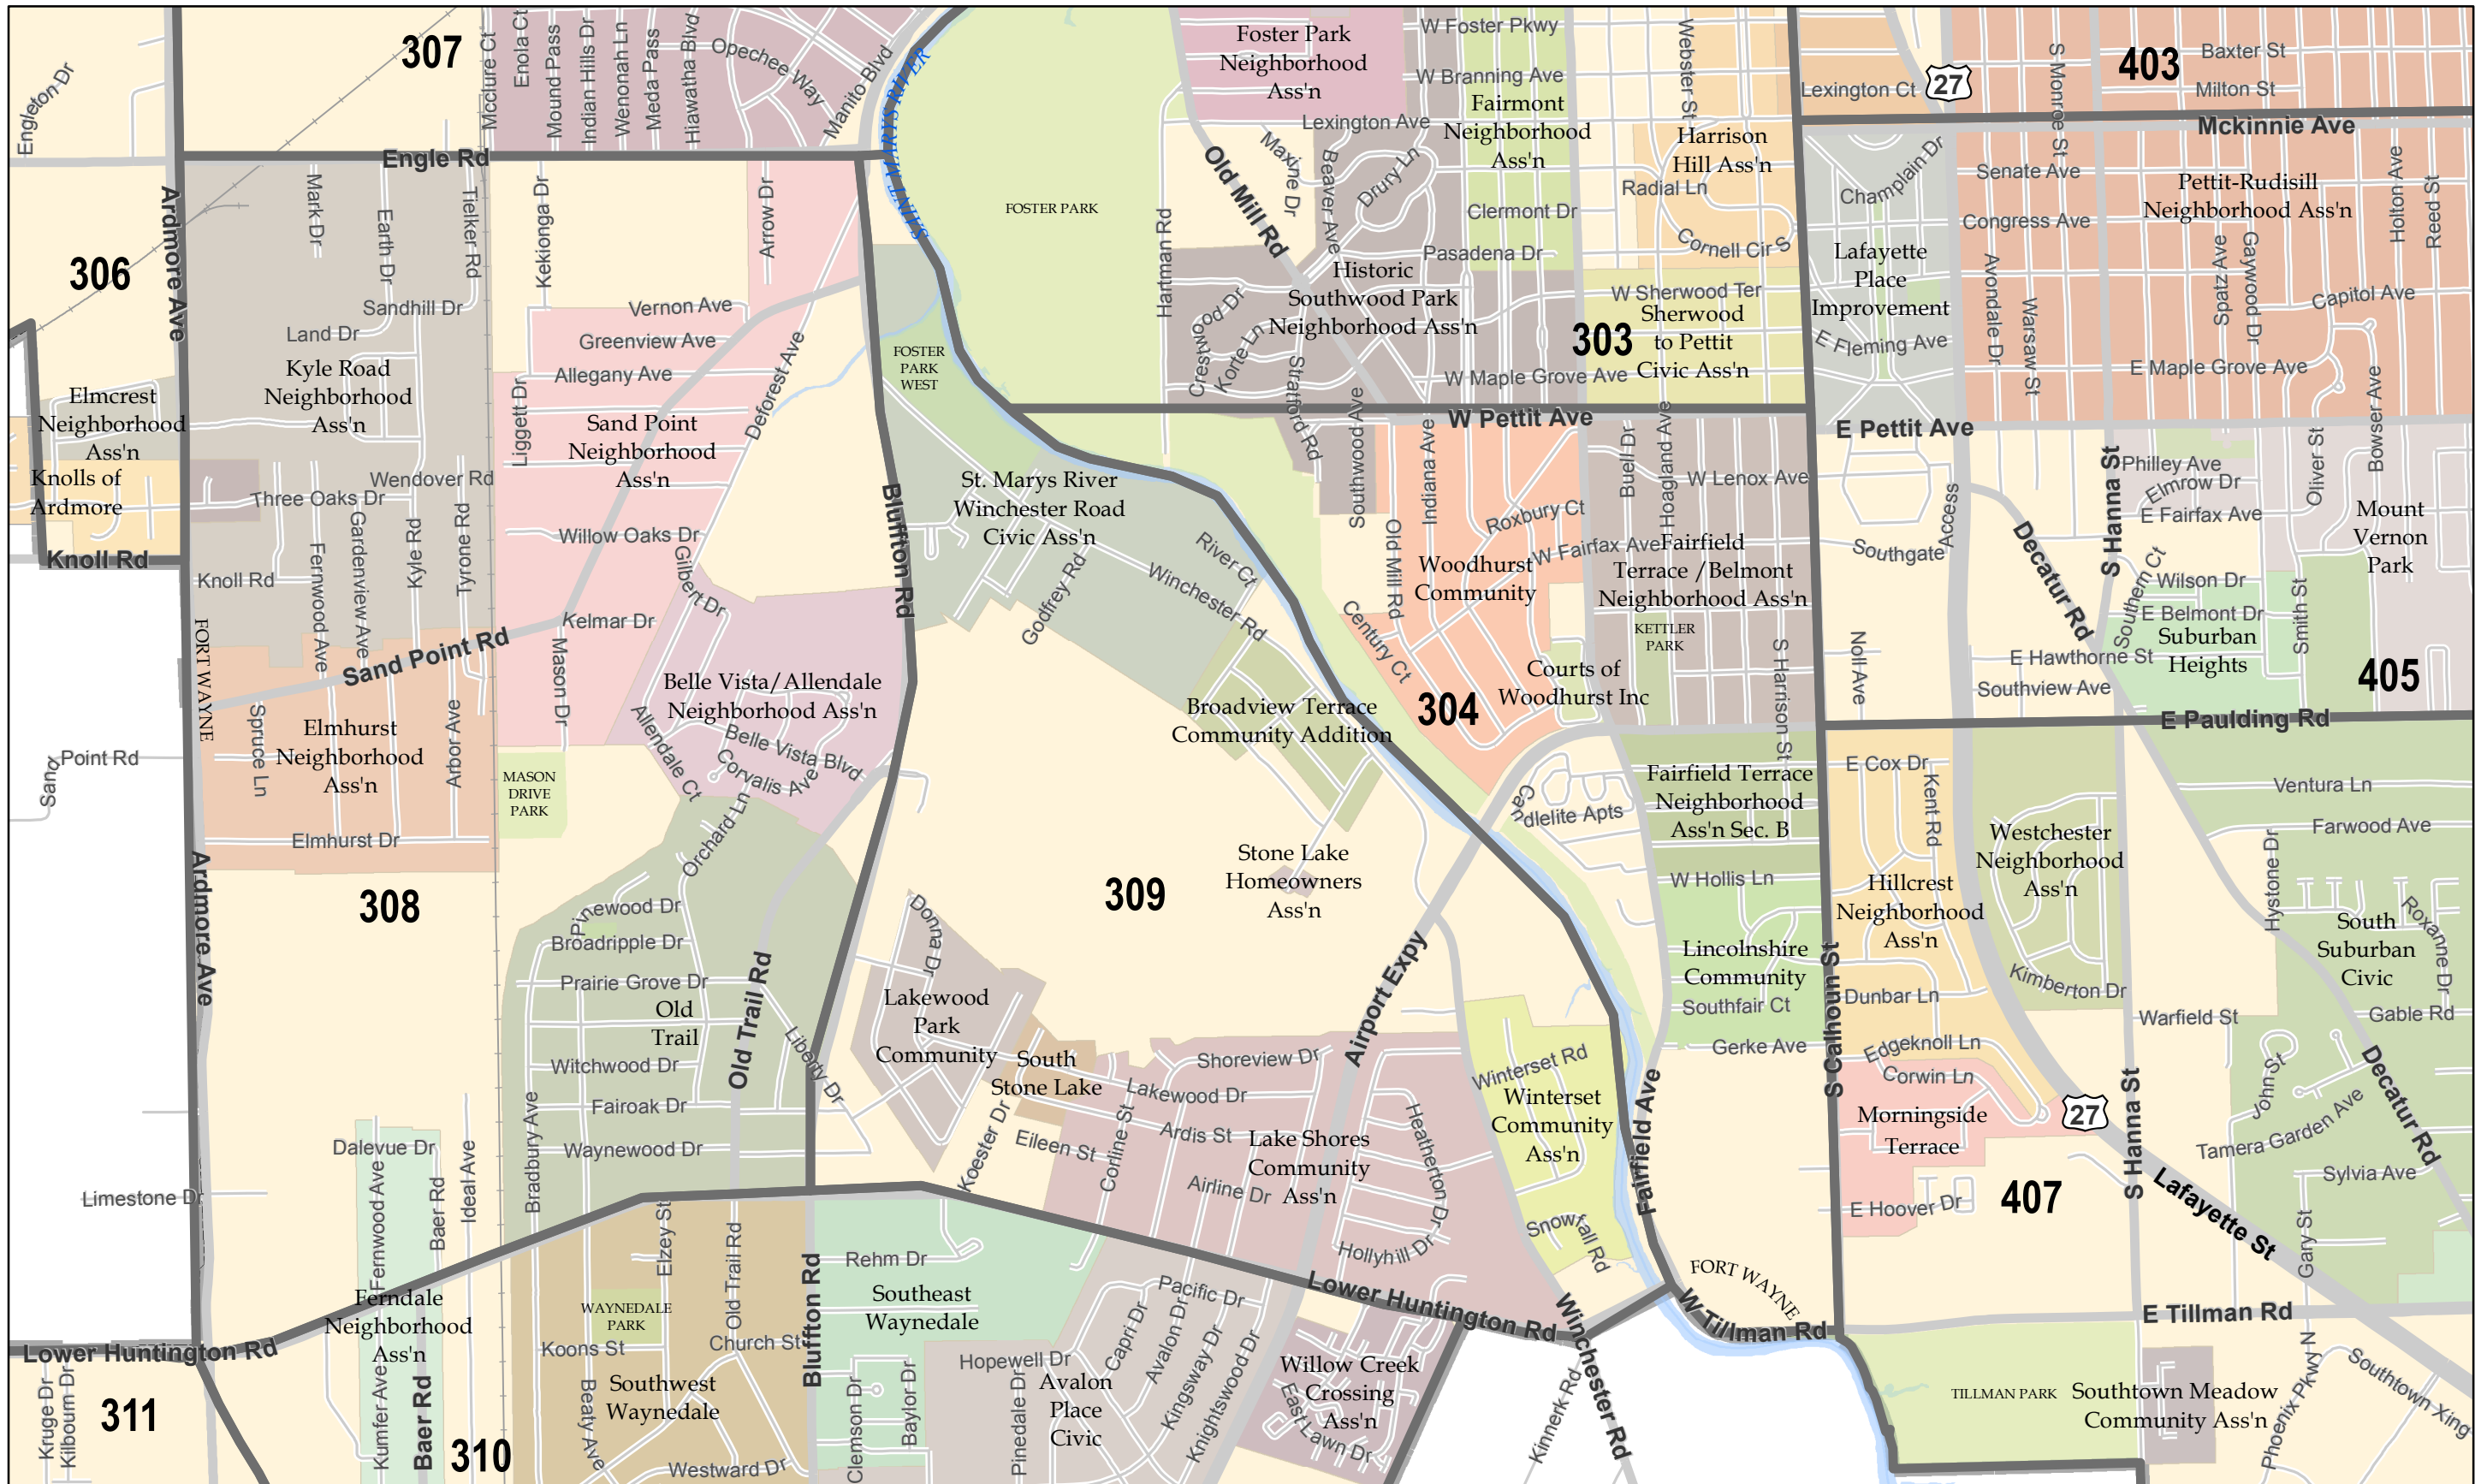 307
306
308
309
303
304
403
405
407
310
311
Engleton Dr
Mcclure Ct
Enola Ct
Mound Pass
Indian Hills Dr
Wenonah Ln
Meda Pass
Hiawatha Blvd
Opechee Way
Manito Blvd
SAINT MARYS RIVER
Engle Rd
Ardmore Ave
Mark Dr
Earth Dr
Tielker Rd
Kekionga Dr
Arrow Dr
Sandhill Dr
Land Dr
Vernon Ave
Greenview Ave
Allegany Ave
Liggett Dr
Deforest Ave
Kyle Road
Neighborhood
Ass'n
Elmcrest
Neighborhood
Ass'n
Knolls of
Ardmore
Knoll Rd
Sand Point
Neighborhood
Ass'n
Wendover Rd
Three Oaks Dr
Gardenview Ave
Fernwood Ave
Kyle Rd
Tyrone Rd
Knoll Rd
Willow Oaks Dr
Gilbert Dr
Kelmar Dr
Mason Dr
Sand Point Rd
FORT WAYNE
Spruce Ln
Arbor Ave
Elmhurst
Neighborhood
Ass'n
Elmhurst Dr
Sand Point Rd
Ardmore Ave
MASON
DRIVE
PARK
Belle Vista/Allendale
Neighborhood Ass'n
Allendale Ct
Belle Vista Blvd
Corvalis Ave
Orchard Ln
Pinewood Dr
Broadripple Dr
Prairie Grove Dr
Old
Trail
Witchwood Dr
Fairoak Dr
Waynewood Dr
Bradbury Ave
Old Trail Rd
Liberty Dr
Limestone Dr
Dalevue Dr
Fernwood Ave
Baer Rd
Ideal Ave
Ferndale
Neighborhood
Ass'n
Lower Huntington Rd
Kruge Dr
Kilbourn Dr
Kumfer Ave
Baer Rd
Elzey St
Old Trail Rd
WAYNEDALE
PARK
Koons St
Church St
Southwest
Waynedale
Beaty Ave
Westward Dr
Bluffton Rd
Rehm Dr
Southeast
Waynedale
Clemson Dr
Baylor Dr
Hopewell Dr
Pinedale Dr
Avalon
Place
Civic
Capri Dr
Avalon Dr
Pacific Dr
Kingsway Dr
Knightswood Dr
Foster Park
Neighborhood
Ass'n
W Foster Pkwy
W Branning Ave
Fairmont
Neighborhood
Ass'n
Lexington Ave
Webster St
Harrison
Hill Ass'n
Radial Ln
Cornell Cir S
Maxine Dr
Beaver Ave
Drury Ln
Old Mill Rd
Hartman Rd
Clermont Dr
Pasadena Dr
FOSTER PARK
FOSTER
PARK
WEST
Historic
Southwood Park
Neighborhood Ass'n
Crestwood Dr
Korte Ln
Stratford Rd
W Sherwood Ter
Sherwood
to Pettit
Civic Ass'n
W Maple Grove Ave
W Pettit Ave
Southwood Ave
Indiana Ave
Old Mill Rd
Buell Dr
Hoagland Ave
W Lenox Ave
Roxbury Ct
W Fairfax Ave
Woodhurst
Community
Fairfield
Terrace /Belmont
Neighborhood Ass'n
KETTLER
PARK
S Harrison St
Courts of
Woodhurst Inc
Century Ct
St. Marys River
Winchester Road
Civic Ass'n
Bluffton Rd
Godfrey Rd
River Ct
Winchester Rd
Broadview Terrace
Community Addition
Stone Lake
Homeowners
Ass'n
Candlelite Apts
Fairfield Terrace
Neighborhood
Ass'n Sec. B
W Hollis Ln
Lincolnshire
Community
Southfair Ct
Gerke Ave
Donna Dr
Lakewood
Park
Community
South
Stone Lake
Koester Dr
Eileen St
Corline St
Shoreview Dr
Lakewood Dr
Ardis St
Airline Dr
Lake Shores
Community
Ass'n
Airport Expy
Heatherton Dr
Hollyhill Dr
Winterset Rd
Winterset
Community
Ass'n
Snowfall Rd
Fairfield Ave
Lower Huntington Rd
Winchester Rd
Willow Creek
Crossing
Ass'n
East Lawn Dr
Kinnerk Rd
W Tillman Rd
FORT WAYNE
Lexington Ct
27
S Monroe St
Baxter St
Milton St
Mckinnie Ave
Champlain Dr
Senate Ave
Congress Ave
Pettit-Rudisill
Neighborhood Ass'n
Holton Ave
Reed St
Lafayette
Place
Improvement
E Fleming Ave
Avondale Dr
Warsaw St
Spatz Ave
Gaywood Dr
Capitol Ave
E Maple Grove Ave
Bowser Ave
E Pettit Ave
S Hanna St
Philley Ave
Elmrow Dr
E Fairfax Ave
Oliver St
Mount
Vernon
Park
Access
Southgate
Decatur Rd
Southern Ct
Wilson Dr
E Belmont Dr
Suburban
Heights
Smith St
Noll Ave
E Hawthorne St
Southview Ave
E Paulding Rd
E Cox Dr
Kent Rd
Westchester
Neighborhood
Ass'n
Ventura Ln
Farwood Ave
Hystone Dr
Roxanne Dr
South
Suburban
Civic
Hillcrest
Neighborhood
Ass'n
Kimberton Dr
Dunbar Ln
Warfield St
Gable Rd
Edgeknoll Ln
Corwin Ln
Morningside
Terrace
S Calhoun St
27
S Hanna St
John St
Tamera Garden Ave
Decatur Rd
Sylvia Ave
Lafayette St
Gary St
E Hoover Dr
E Tillman Rd
TILLMAN PARK
Southtown Meadow
Community Ass'n
Phoenix Pkwy N
Southtown Xing